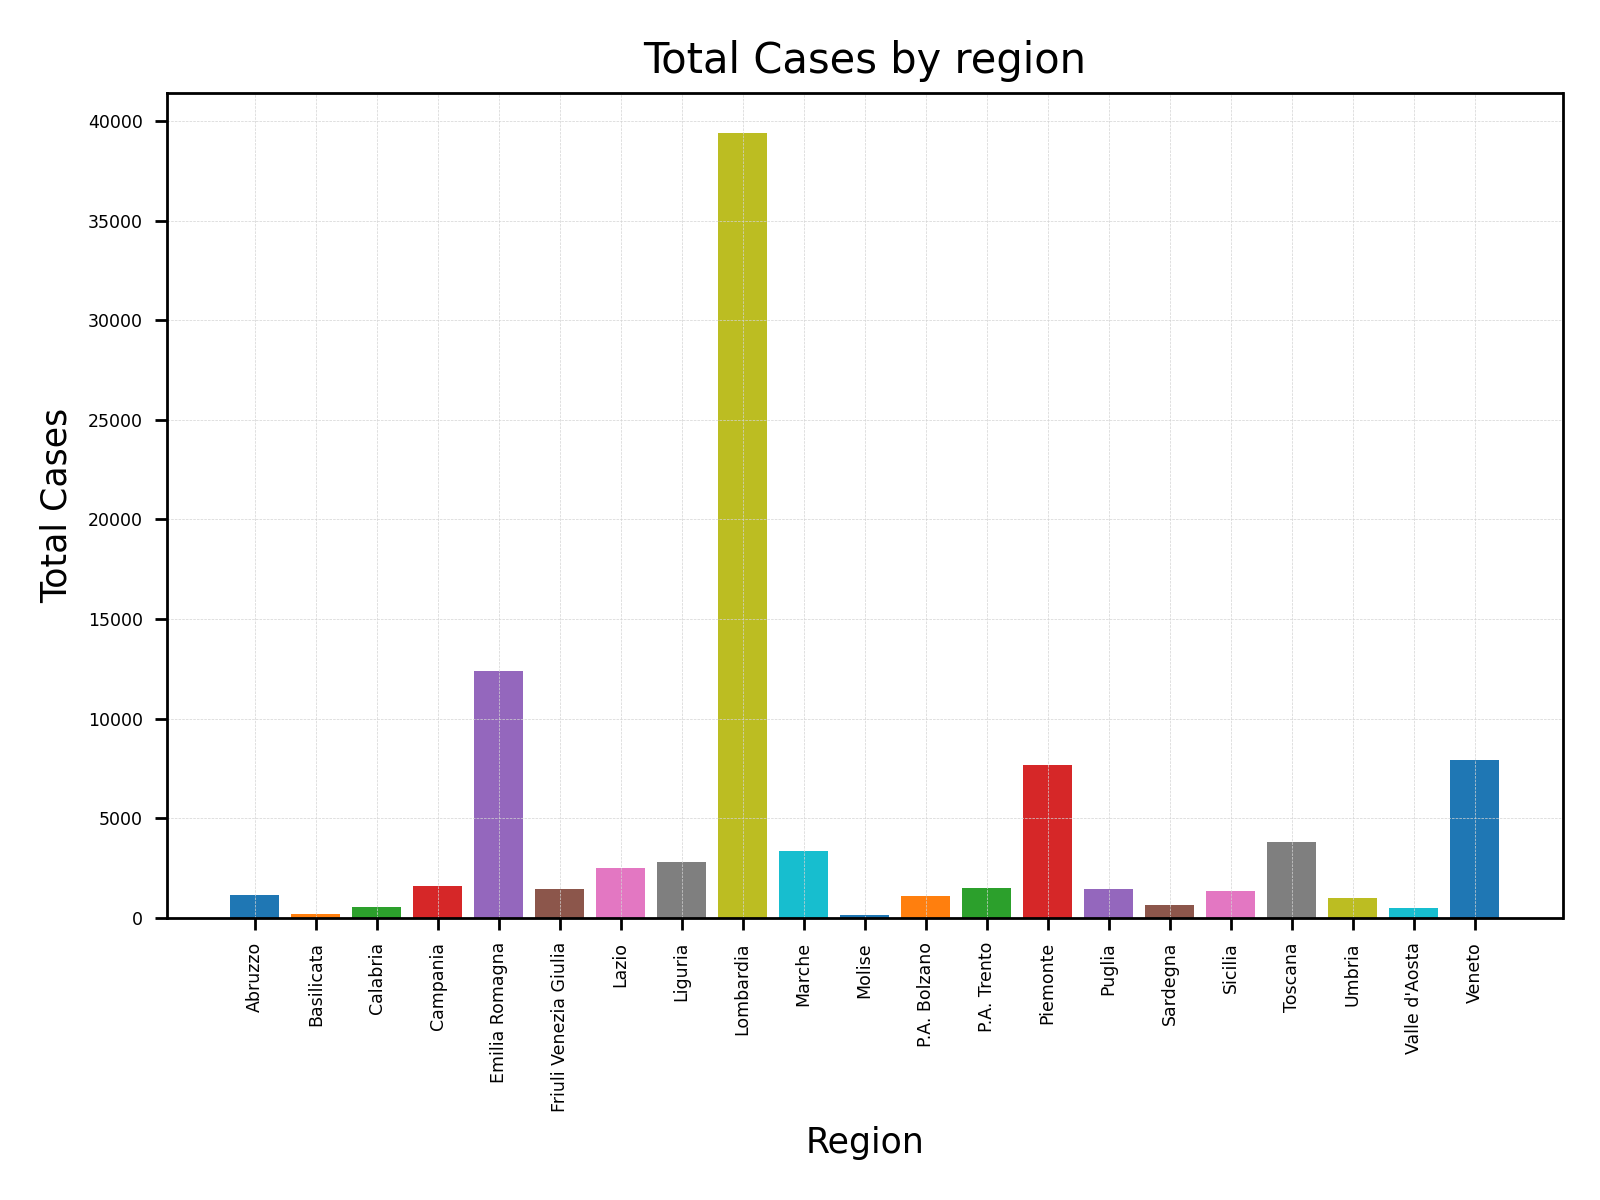 Total Cases by region
Total Cases
40000
35000
30000
25000
20000
15000
10000
5000
0
Abruzzo
Basilicata
Calabria
Campania
Emilia Romagna
Friuli Venezia Giulia
Lazio
Liguria
Lombardia
Marche
Molise
P.A. Bolzano
P.A. Trento
Piemonte
Puglia
Sardegna
Sicilia
Toscana
Umbria
Valle d'Aosta
Veneto
Region